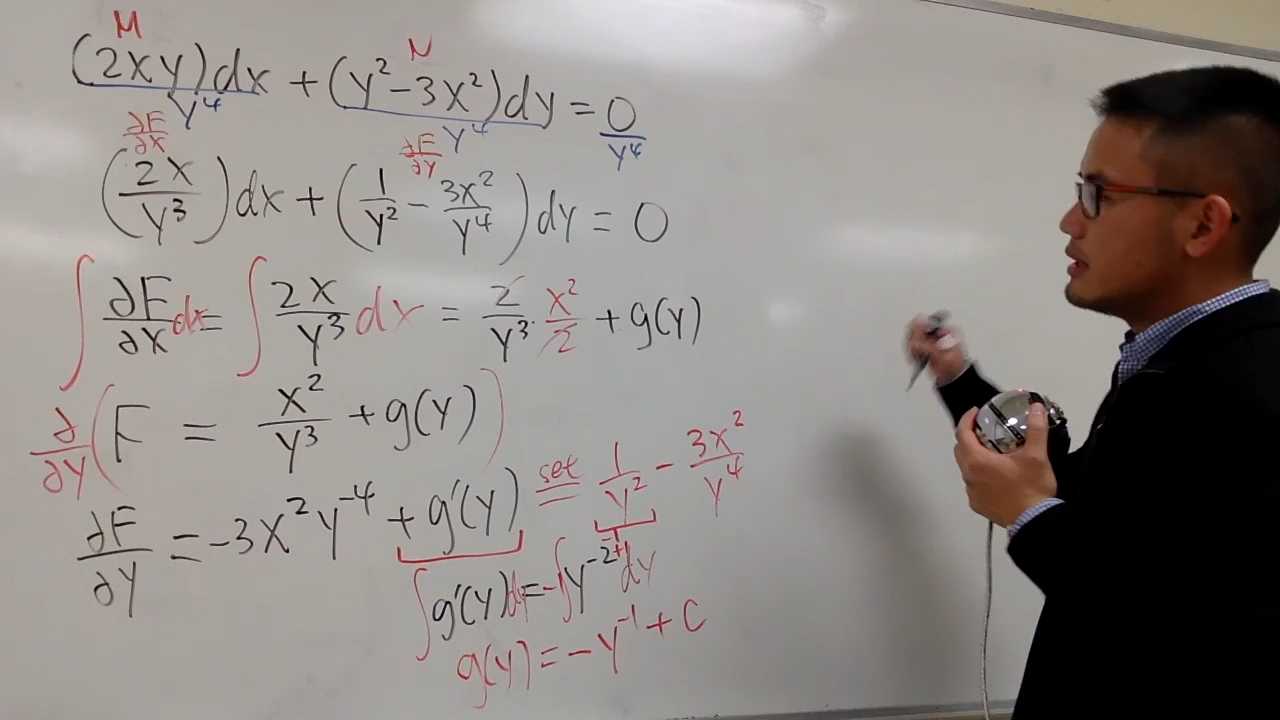 M N
(2xy)dx + (y² - 3x²)dy = 0
y⁴ y⁴ y⁴
∂F/∂x ∂F/∂y
(2x/y³)dx + (1/y² - 3x²/y⁴)dy = 0
∫ ∂F/∂x dx = ∫ 2x/y³ dx = 2/y³ · x²/2 + g(y)
∂/∂y (F = x²/y³ + g(y))
∂F/∂y = -3x²y⁻⁴ + g'(y) set = 1/y² - 3x²/y⁴
∫g'(y)dy = ∫y⁻²⁺¹dy
-1
g(y) = -y⁻¹ + C